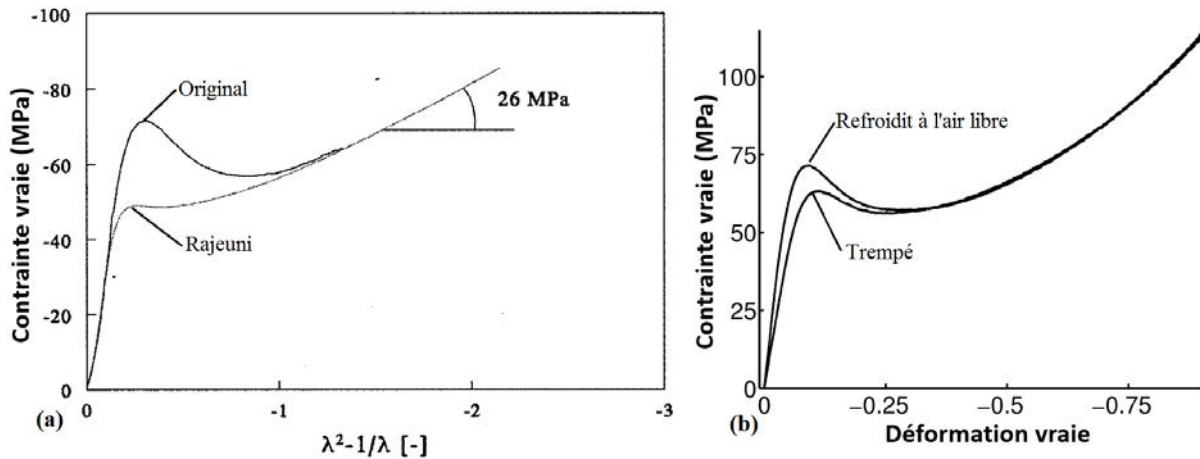 -100
-80
-60
-40
-20
0
Contrainte vraie (MPa)
Original
Rajeuni
26 MPa
0
-1
-2
-3
(a)
λ²-1/λ [-]
100
75
50
25
0
Contrainte vraie (MPa)
Refroidit à l'air libre
Trempé
0
−0.25
−0.5
−0.75
(b)
Déformation vraie